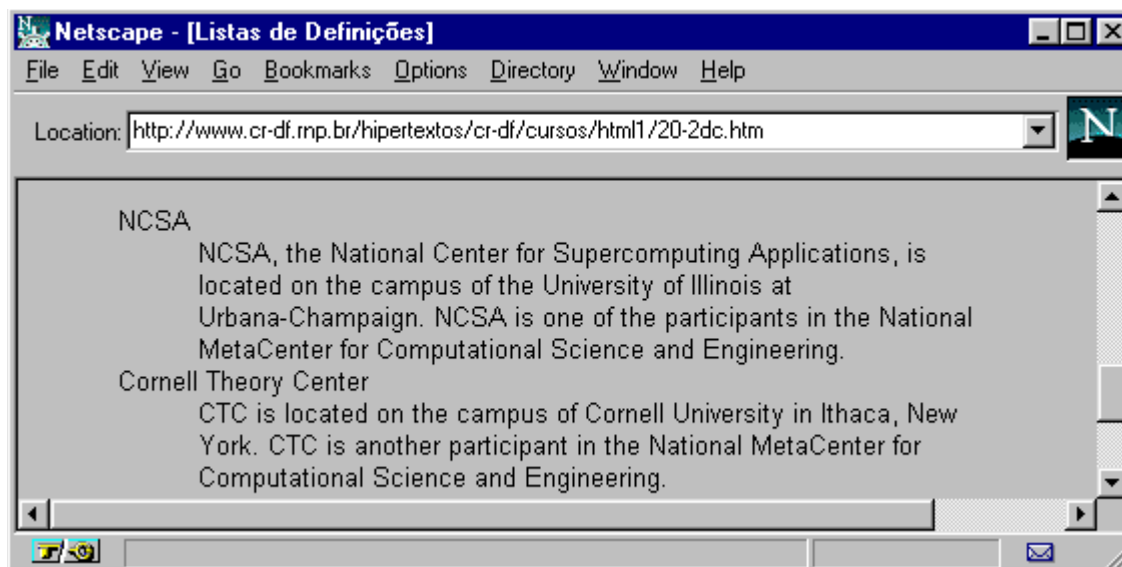 Netscape - [Listas de Definições]
File Edit View Go Bookmarks Options Directory Window Help
Location: http://www.cr-df.rnp.br/hipertextos/cr-df/cursos/html1/20-2dc.htm
N
NCSA
NCSA, the National Center for Supercomputing Applications, is
located on the campus of the University of Illinois at
Urbana-Champaign. NCSA is one of the participants in the National
MetaCenter for Computational Science and Engineering.
Cornell Theory Center
CTC is located on the campus of Cornell University in Ithaca, New
York. CTC is another participant in the National MetaCenter for
Computational Science and Engineering.